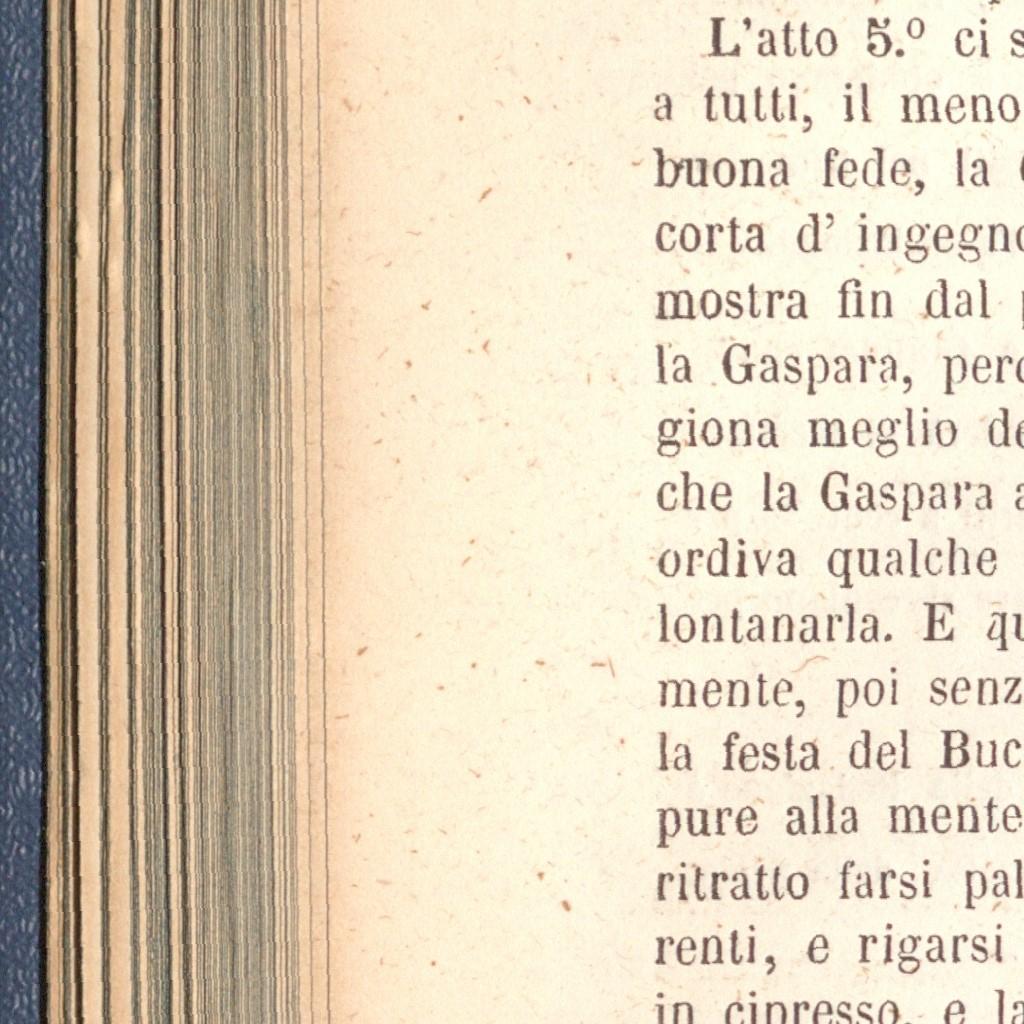 L'atto 5.º ci s
a tutti, il meno
buona fede, la
corta d' ingegno
mostra fin dal
la Gaspara, perc
giona meglio de
che la Gaspara a
ordiva qualche
lontanarla. E qu
mente, poi senz
la festa del Buc
pure alla mente
ritratto farsi pal
renti, e rigarsi
in cipresso, e la